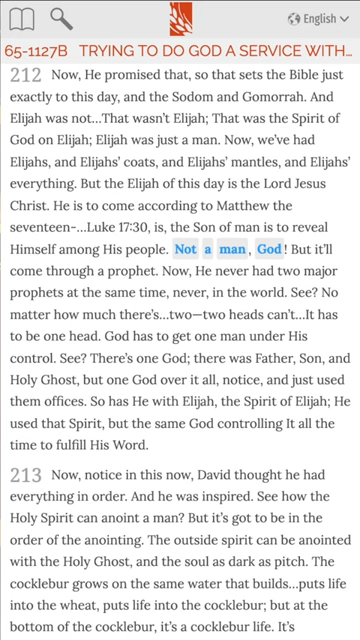 English
65-1127B TRYING TO DO GOD A SERVICE WITH...
212 Now, He promised that, so that sets the Bible just
exactly to this day, and the Sodom and Gomorrah. And
Elijah was not…That wasn't Elijah; That was the Spirit of
God on Elijah; Elijah was just a man. Now, we've had
Elijahs, and Elijahs' coats, and Elijahs' mantles, and Elijahs'
everything. But the Elijah of this day is the Lord Jesus
Christ. He is to come according to Matthew the
seventeen-…Luke 17:30, is, the Son of man is to reveal
Himself among His people. Not a man, God! But it'll
come through a prophet. Now, He never had two major
prophets at the same time, never, in the world. See? No
matter how much there's…two—two heads can't…It has
to be one head. God has to get one man under His
control. See? There's one God; there was Father, Son, and
Holy Ghost, but one God over it all, notice, and just used
them offices. So has He with Elijah, the Spirit of Elijah; He
used that Spirit, but the same God controlling It all the
time to fulfill His Word.
213 Now, notice in this now, David thought he had
everything in order. And he was inspired. See how the
Holy Spirit can anoint a man? But it's got to be in the
order of the anointing. The outside spirit can be anointed
with the Holy Ghost, and the soul as dark as pitch. The
cocklebur grows on the same water that builds…puts life
into the wheat, puts life into the cocklebur; but at the
bottom of the cocklebur, it's a cocklebur life. It's